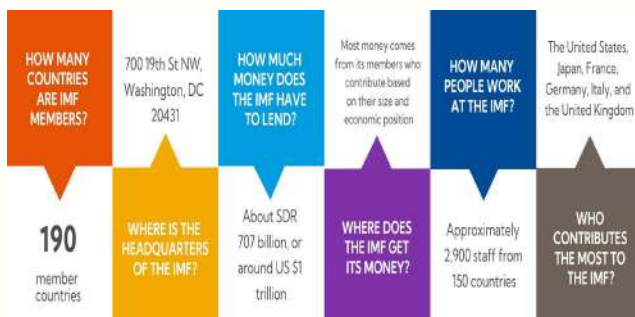 HOW MANY
COUNTRIES
ARE IMF
MEMBERS?
190
member
countries
700 19th St NW,
Washington, DC
20431
WHERE IS THE
HEADQUARTERS
OF THE IMF?
HOW MUCH
MONEY DOES
THE IMF HAVE
TO LEND?
About SDR
707 billion, or
around US $1
trillion
Most money comes
from its members who
contribute based
on their size and
economic position
WHERE DOES
THE IMF GET
ITS MONEY?
HOW MANY
PEOPLE WORK
AT THE IMF?
Approximately
2,900 staff from
150 countries
The United States,
Japan, France,
Germany, Italy, and
the United Kingdom
WHO
CONTRIBUTES
THE MOST TO
THE IMF?